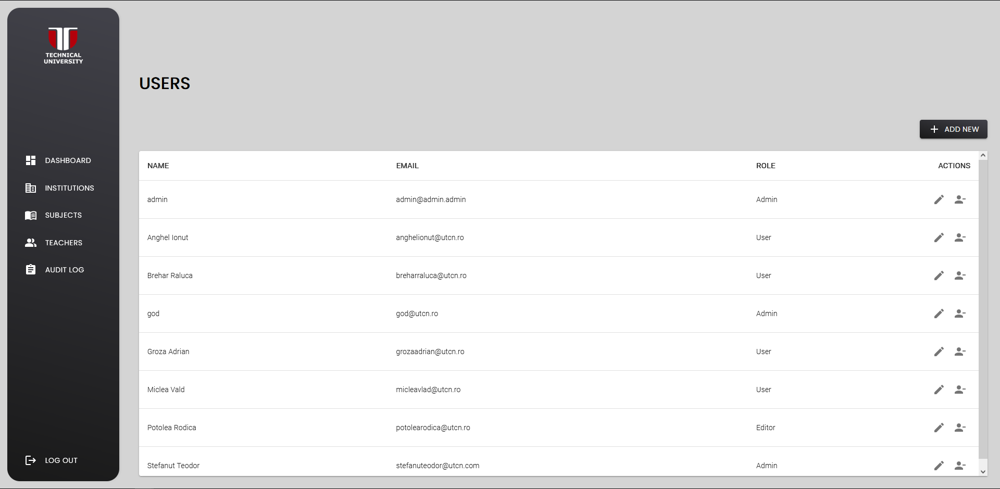 TECHNICAL
UNIVERSITY
DASHBOARD
INSTITUTIONS
SUBJECTS
TEACHERS
AUDIT LOG
LOG OUT
USERS
ADD NEW
NAME EMAIL ROLE ACTIONS
admin admin@admin.admin Admin
Anghel Ionut anghelionut@utcn.ro User
Brehar Raluca breharraluca@utcn.ro User
god god@utcn.ro Admin
Groza Adrian grozaadrian@utcn.ro User
Miclea Vald micleavlad@utcn.ro User
Potolea Rodica potolearodica@utcn.ro Editor
Stefanut Teodor stefanuteodor@utcn.com Admin